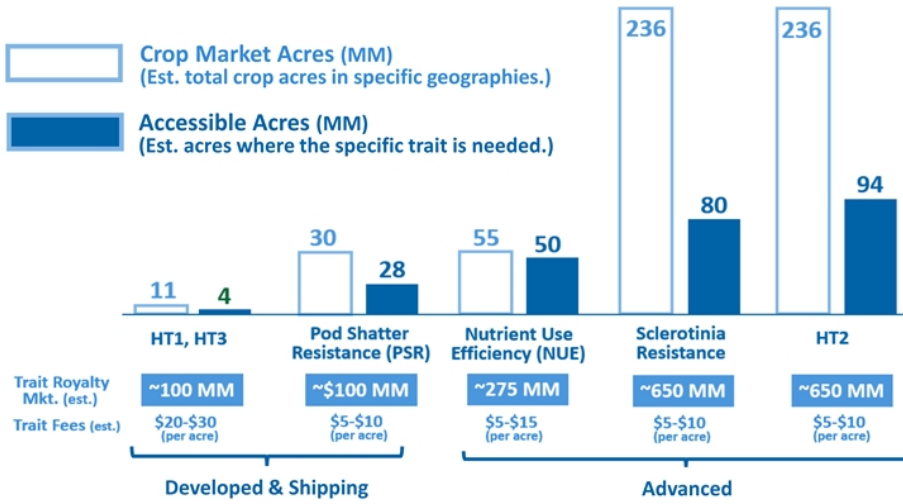 Crop Market Acres (MM)
(Est. total crop acres in specific geographies.)
Accessible Acres (MM)
(Est. acres where the specific trait is needed.)
11
4
30
28
55
50
236
80
236
94
HT1, HT3
Pod Shatter
Resistance (PSR)
Nutrient Use
Efficiency (NUE)
Sclerotinia
Resistance
HT2
Trait Royalty
Mkt. (est.)
~100 MM
~$100 MM
~275 MM
~650 MM
~650 MM
Trait Fees (est.)
$20-$30
(per acre)
$5-$10
(per acre)
$5-$15
(per acre)
$5-$10
(per acre)
$5-$10
(per acre)
Developed & Shipping
Advanced